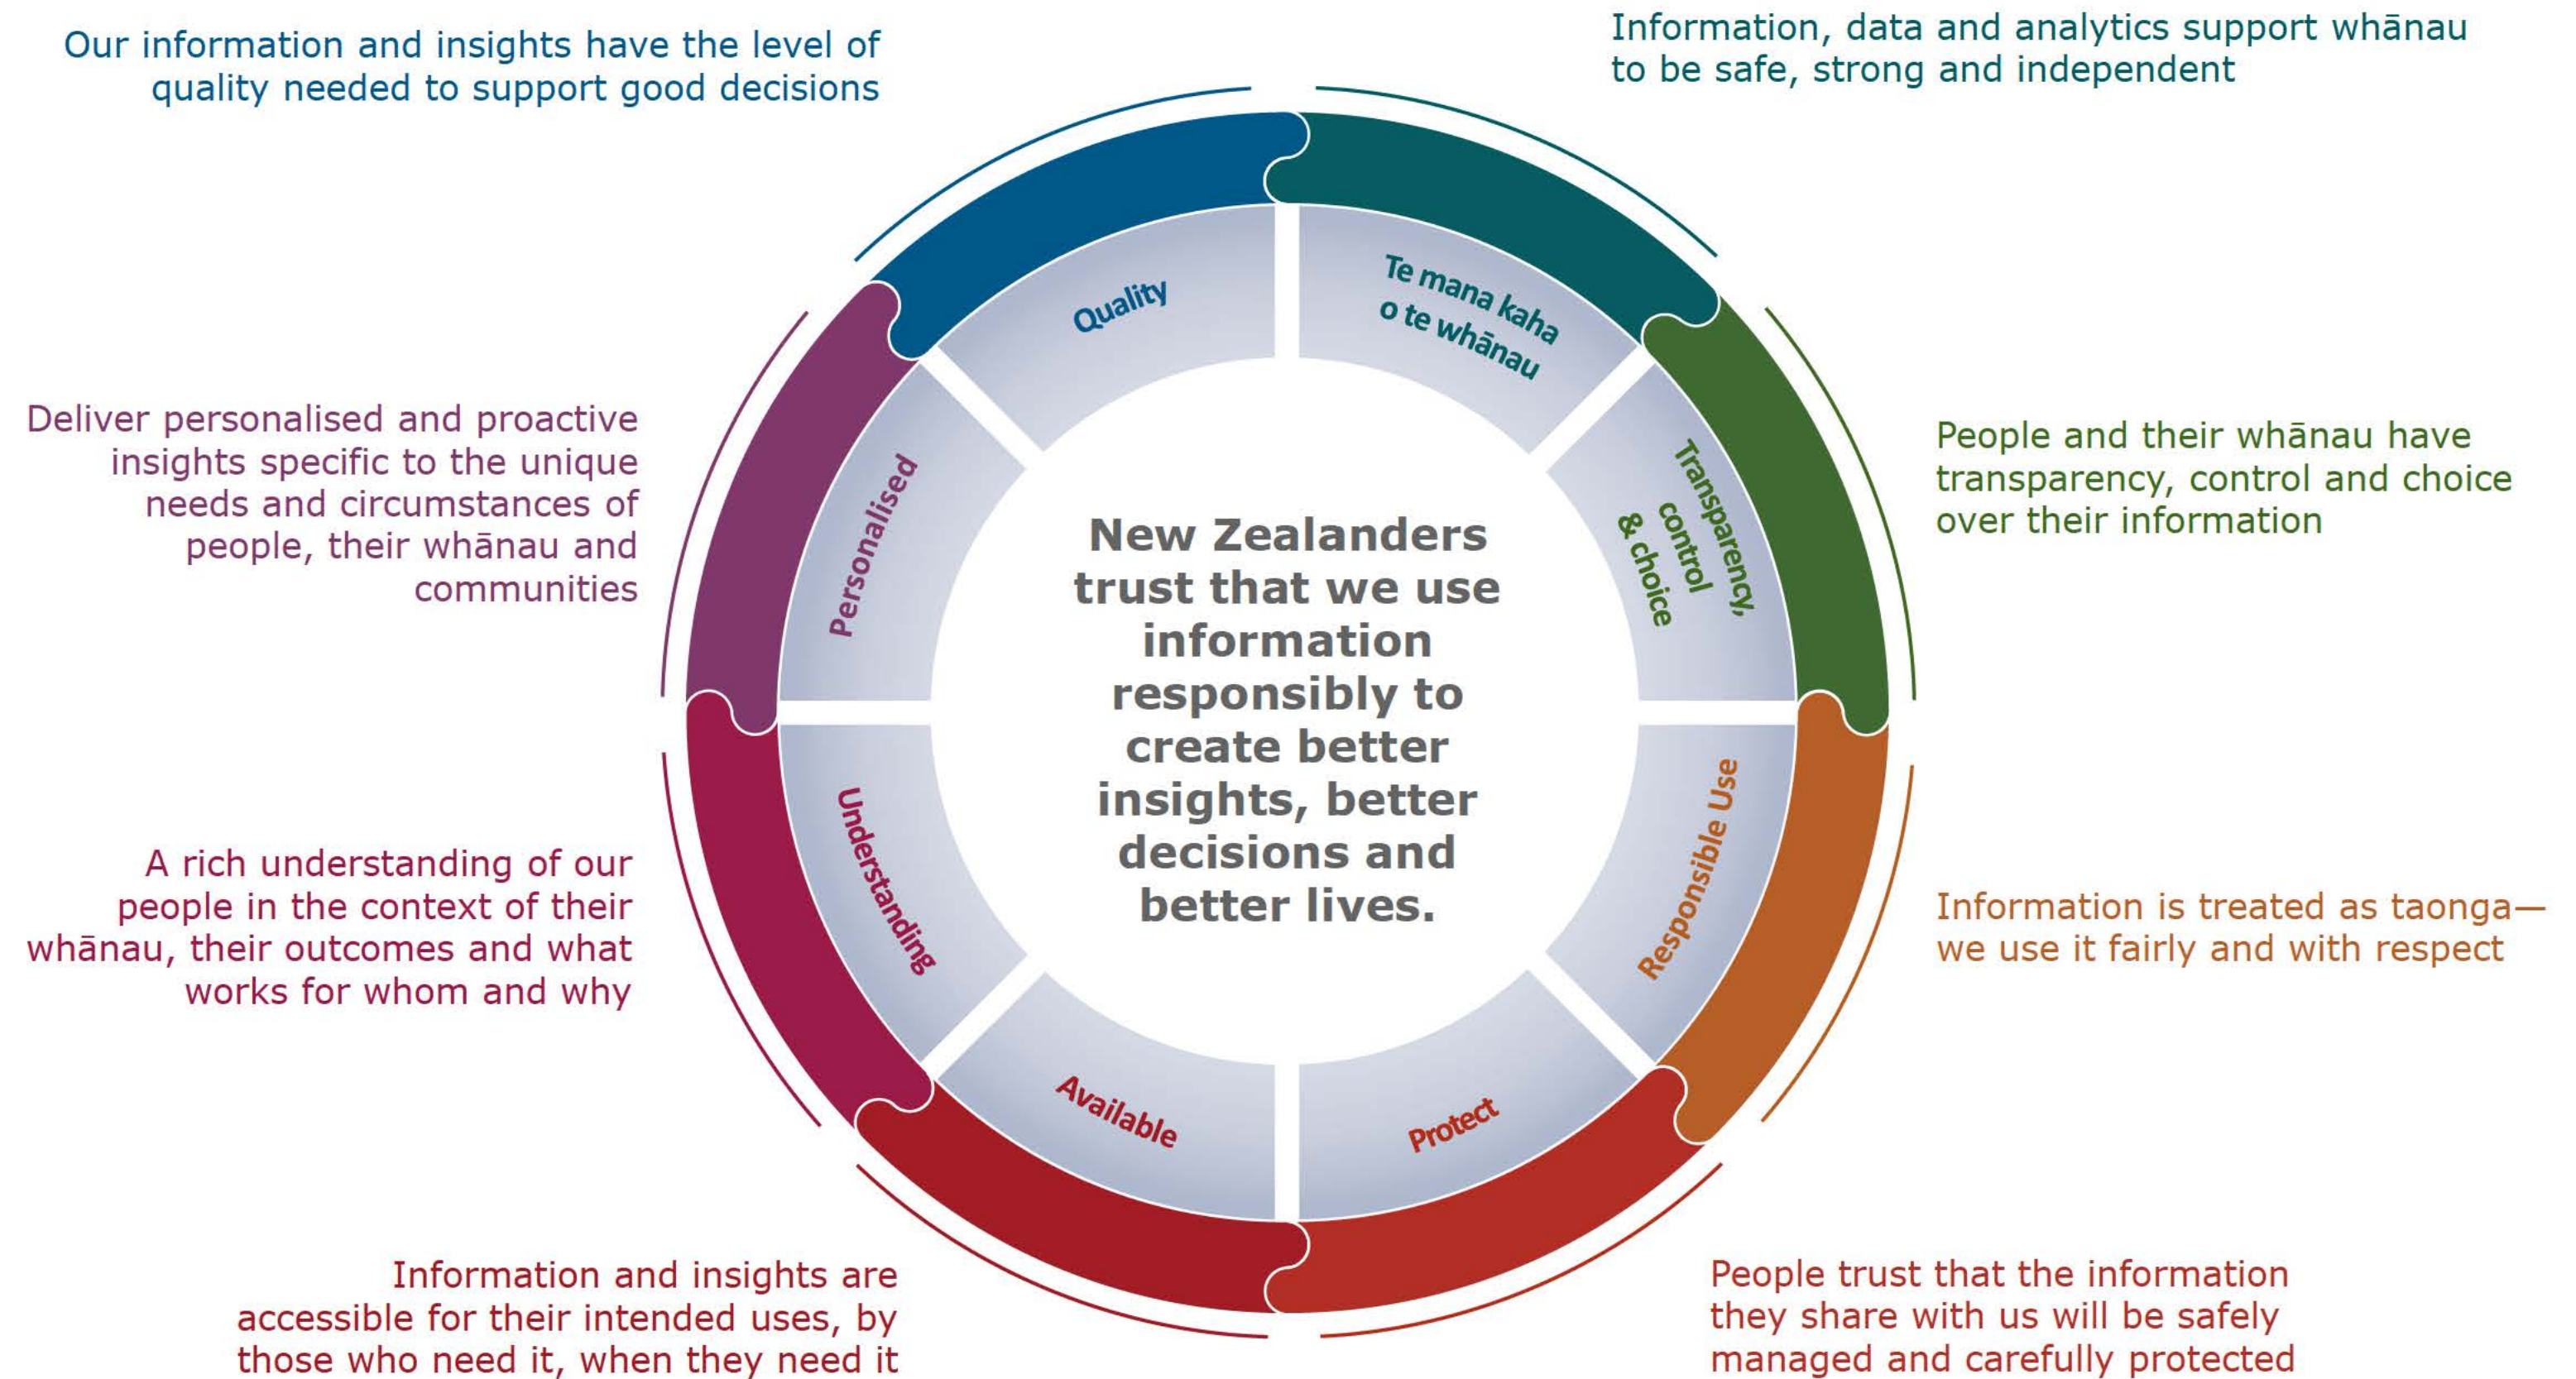 Our information and insights have the level of
quality needed to support good decisions
Information, data and analytics support whānau
to be safe, strong and independent
Quality
Te mana kaha
o te whānau
Deliver personalised and proactive
insights specific to the unique
needs and circumstances of
people, their whānau and
communities
Personalised
Transparency,
control
& choice
People and their whānau have
transparency, control and choice
over their information
New Zealanders
trust that we use
information
responsibly to
create better
insights, better
decisions and
better lives.
A rich understanding of our
people in the context of their
whānau, their outcomes and what
works for whom and why
Understanding
Responsible Use
Information is treated as taonga—
we use it fairly and with respect
Available
Protect
Information and insights are
accessible for their intended uses, by
those who need it, when they need it
People trust that the information
they share with us will be safely
managed and carefully protected